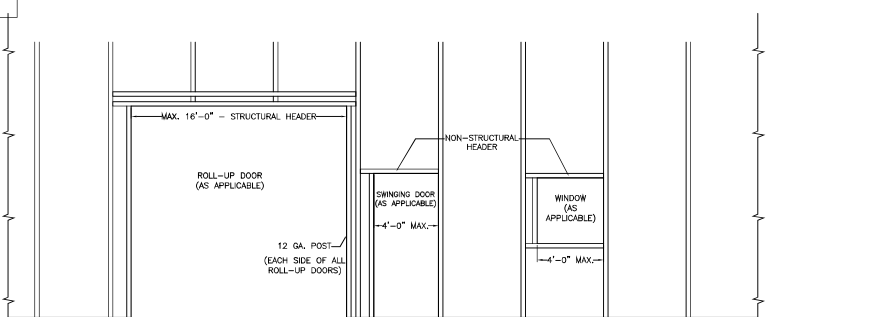 MAX. 16'-0" - STRUCTURAL HEADER
NON-STRUCTURAL
HEADER
ROLL-UP DOOR
(AS APPLICABLE)
SWINGING DOOR
(AS APPLICABLE)
4'-0" MAX.
WINDOW
(AS
APPLICABLE)
4'-0" MAX.
12 GA. POST
(EACH SIDE OF ALL
ROLL-UP DOORS)